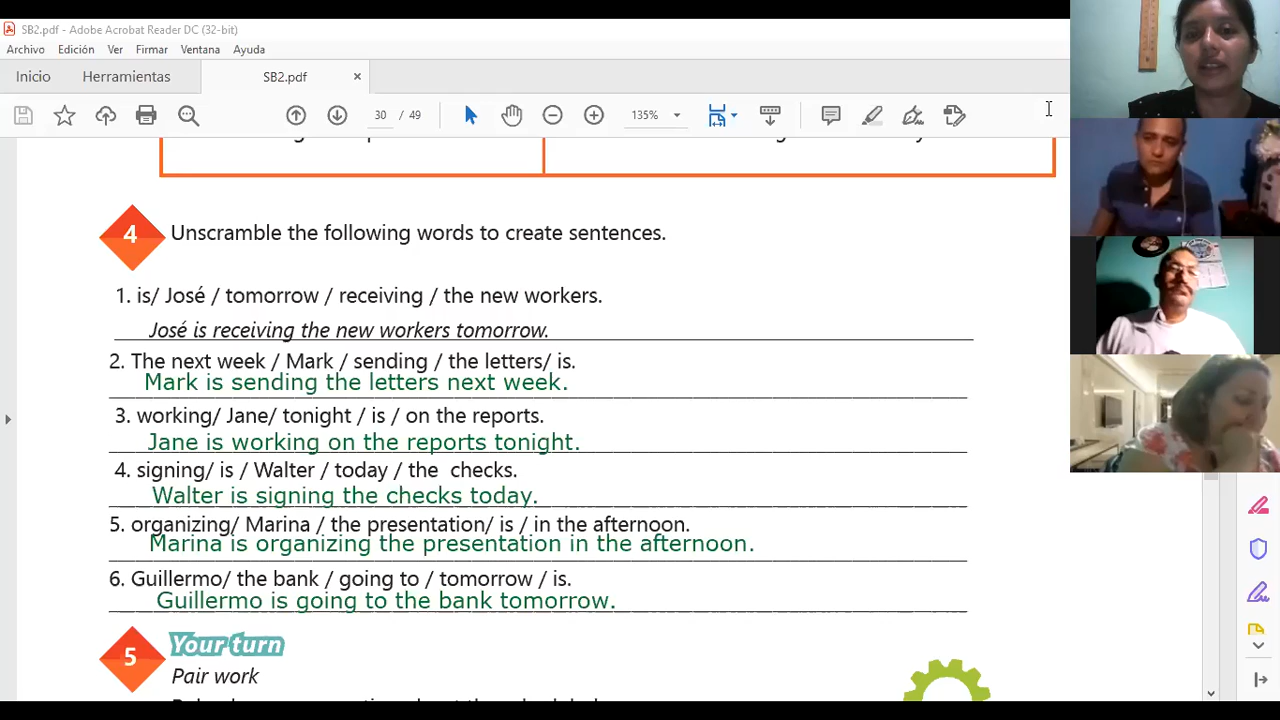 SB2.pdf - Adobe Acrobat Reader DC (32-bit)
Archivo Edición Ver Firmar Ventana Ayuda
Inicio Herramientas SB2.pdf ×
30 / 49 135%
4 Unscramble the following words to create sentences.
1. is/ José / tomorrow / receiving / the new workers.
José is receiving the new workers tomorrow.
2. The next week / Mark / sending / the letters/ is.
Mark is sending the letters next week.
3. working/ Jane/ tonight / is / on the reports.
Jane is working on the reports tonight.
4. signing/ is / Walter / today / the checks.
Walter is signing the checks today.
5. organizing/ Marina / the presentation/ is / in the afternoon.
Marina is organizing the presentation in the afternoon.
6. Guillermo/ the bank / going to / tomorrow / is.
Guillermo is going to the bank tomorrow.
5 Your turn
Pair work